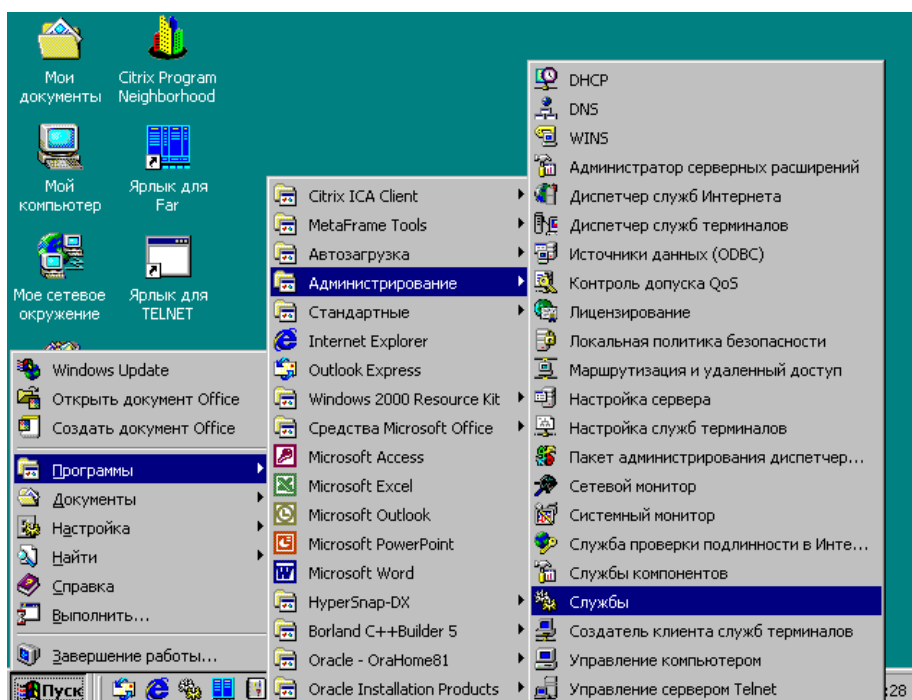 Мои
документы
Citrix Program
Neighborhood
Мой
компьютер
Ярлык для
Far
Мое сетевое
окружение
Ярлык для
TELNET
Windows Update
Открыть документ Office
Создать документ Office
Программы
Документы
Настройка
Найти
Справка
Выполнить...
Завершение работы...
Пуск
Citrix ICA Client
MetaFrame Tools
Автозагрузка
Администрирование
Стандартные
Internet Explorer
Outlook Express
Windows 2000 Resource Kit
Средства Microsoft Office
Microsoft Access
Microsoft Excel
Microsoft Outlook
Microsoft PowerPoint
Microsoft Word
HyperSnap-DX
Borland C++Builder 5
Oracle - OraHome81
Oracle Installation Products
DHCP
DNS
WINS
Администратор серверных расширений
Диспетчер служб Интернета
Диспетчер служб терминалов
Источники данных (ODBC)
Контроль допуска QoS
Лицензирование
Локальная политика безопасности
Маршрутизация и удаленный доступ
Настройка сервера
Настройка служб терминалов
Пакет администрирования диспетчер...
Сетевой монитор
Системный монитор
Служба проверки подлинности в Инте...
Службы компонентов
Службы
Создатель клиента служб терминалов
Управление компьютером
Управление сервером Telnet
:28